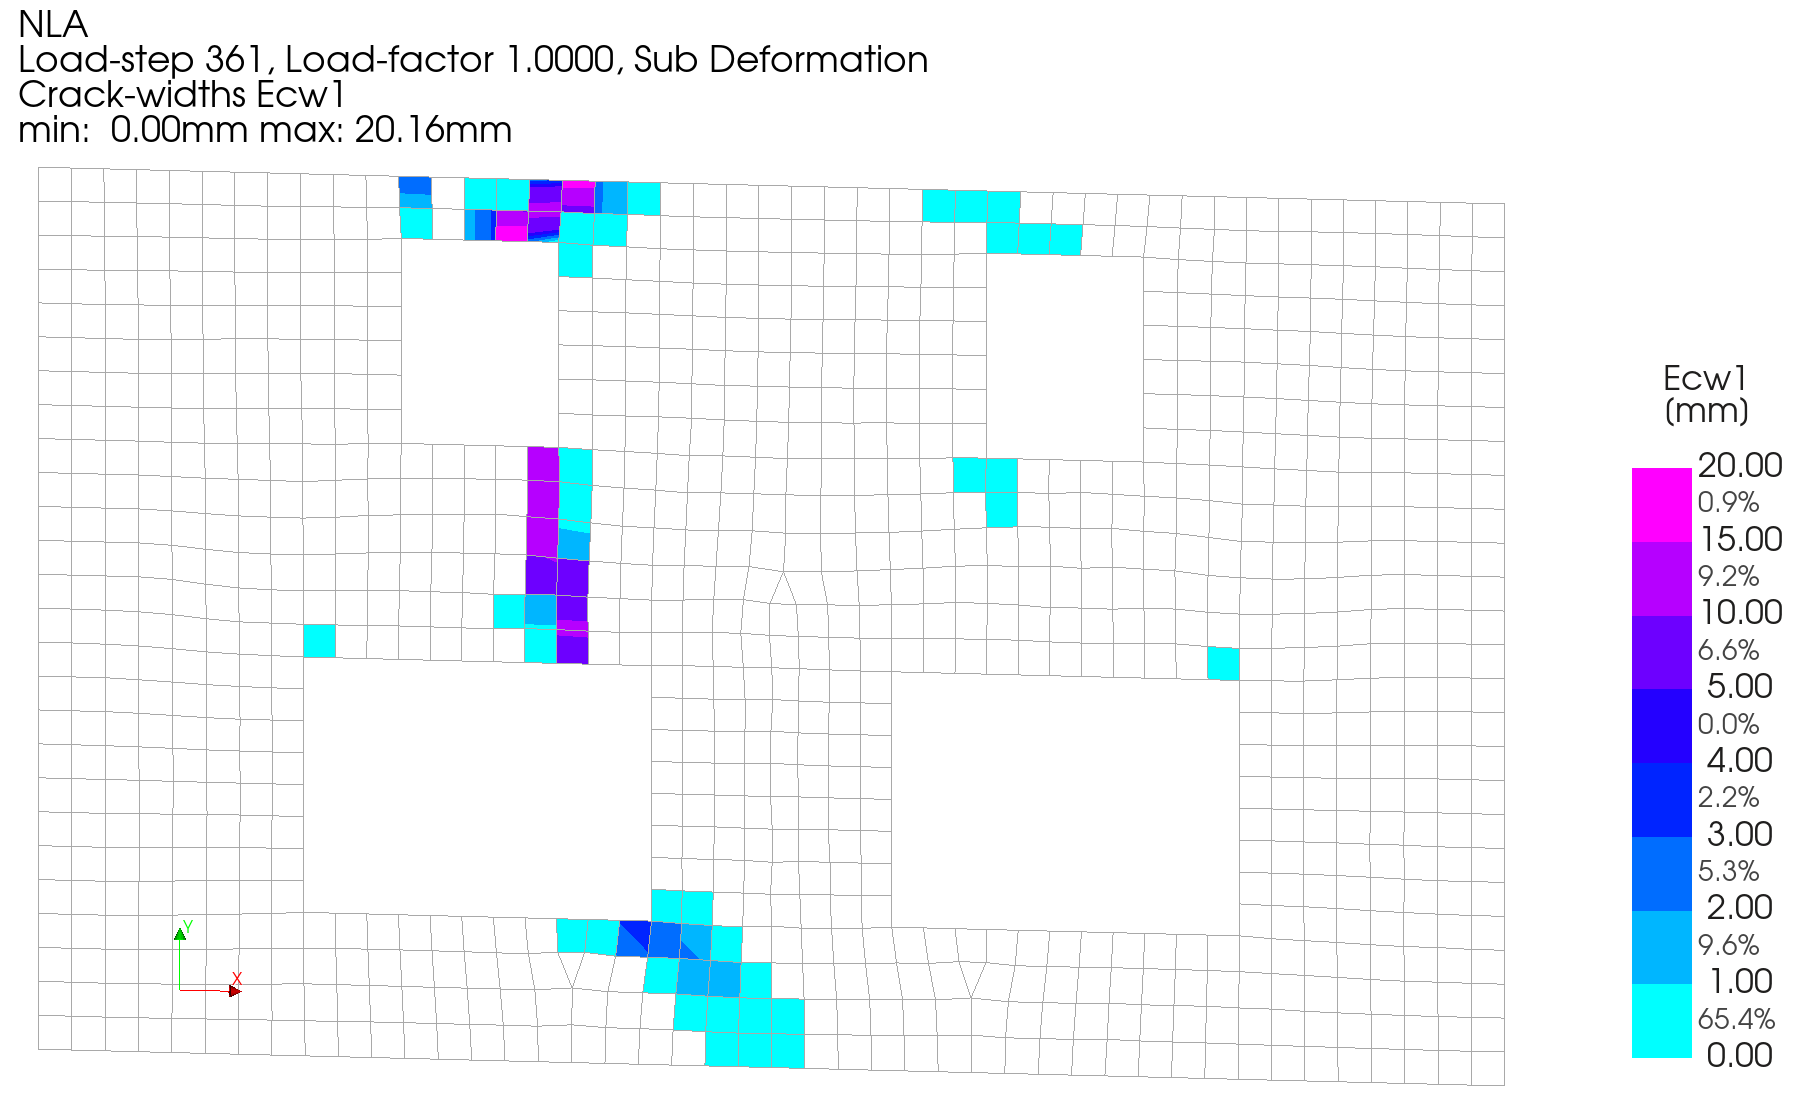 NLA
Load-step 361, Load-factor 1.0000, Sub Deformation
Crack-widths Ecw1
min:  0.00mm max: 20.16mm
Ecw1
(mm)
20.00
0.9%
15.00
9.2%
10.00
6.6%
5.00
0.0%
4.00
2.2%
3.00
5.3%
2.00
9.6%
1.00
65.4%
0.00
Y
X